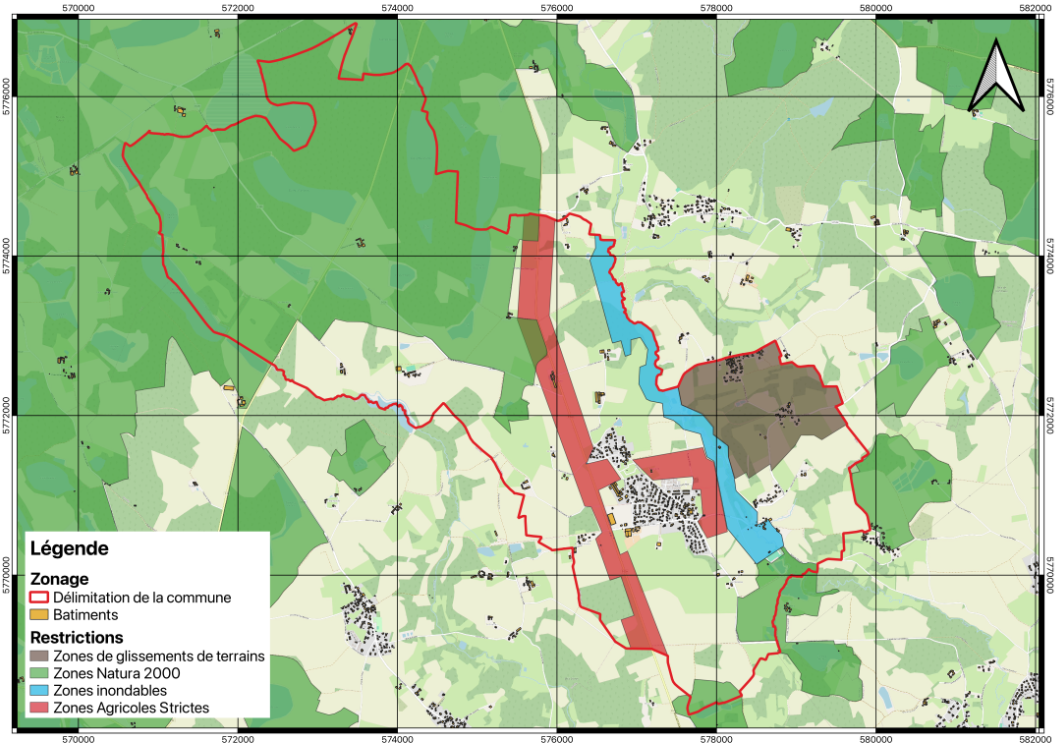 570000 572000 574000 576000 578000 580000 582000
5776000 5776000
5774000 5774000
5772000 5772000
5770000 5770000
Légende
Zonage
Délimitation de la commune
Batiments
Restrictions
Zones de glissements de terrains
Zones Natura 2000
Zones inondables
Zones Agricoles Strictes
570000 572000 574000 576000 578000 580000 582000